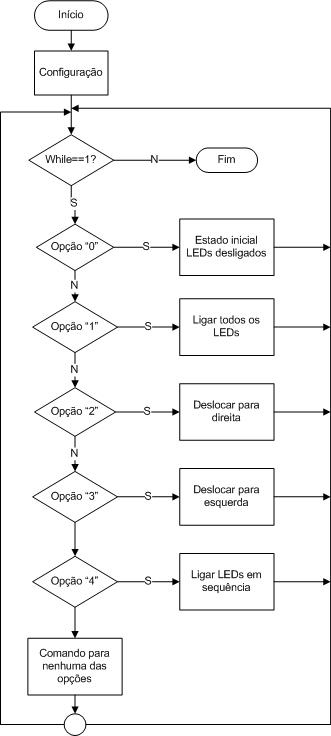 Início
Configuração
While==1?
N
Fim
S
Opção “0”
S
Estado inicial
LEDs desligados
N
Opção “1”
S
Ligar todos os
LEDs
N
Opção “2”
S
Deslocar para
direita
N
Opção “3”
S
Deslocar para
esquerda
Opção “4”
S
Ligar LEDs em
sequência
Comando para
nenhuma das
opções